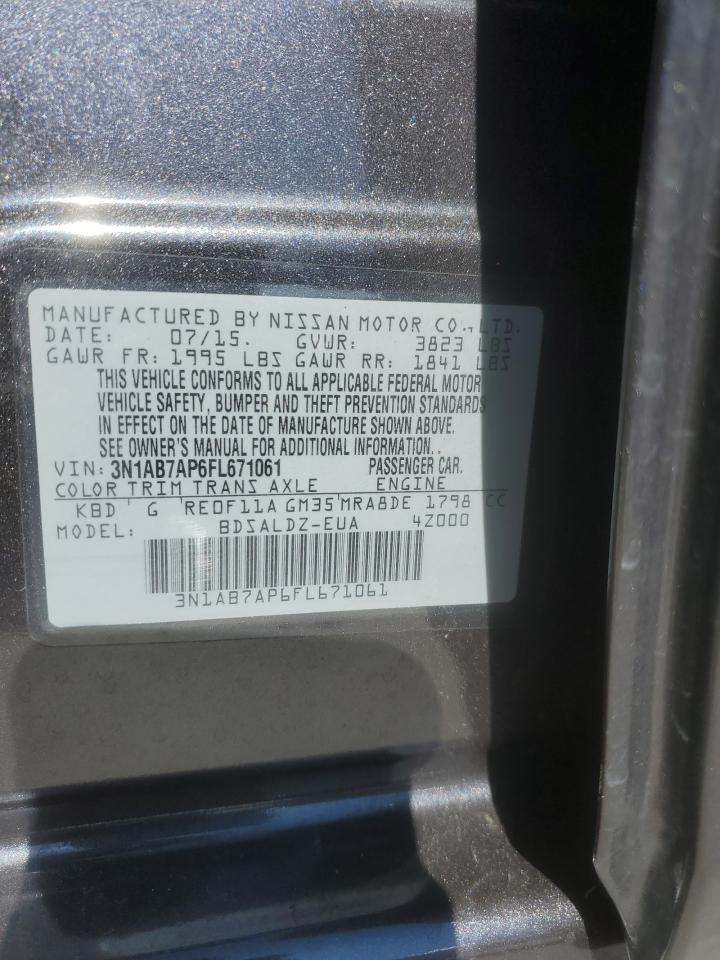 MANUFACTURED BY NISSAN MOTOR CO., LTD.
DATE: 07/15. GVWR: 3823 LBS
GAWR FR: 1995 LBS GAWR RR: 1841 LBS
THIS VEHICLE CONFORMS TO ALL APPLICABLE FEDERAL MOTOR
VEHICLE SAFETY, BUMPER AND THEFT PREVENTION STANDARDS
IN EFFECT ON THE DATE OF MANUFACTURE SHOWN ABOVE.
SEE OWNER'S MANUAL FOR ADDITIONAL INFORMATION.
VIN: 3N1AB7AP6FL671061 PASSENGER CAR.
COLOR TRIM TRANS AXLE ENGINE
KBD G RE0F11A GM35 MRA8DE 1798 CC
MODEL: BDSALDZ-EUA 4Z000
3N1AB7AP6FL671061